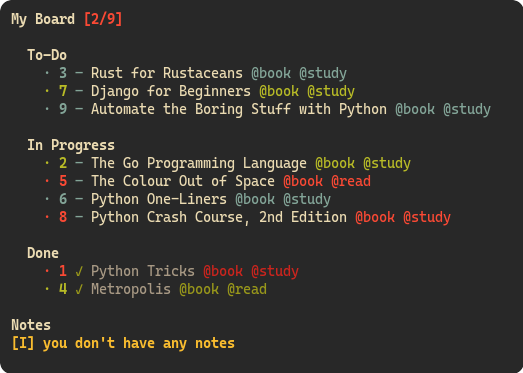 My Board [2/9]
To-Do
· 3 - Rust for Rustaceans @book @study
· 7 - Django for Beginners @book @study
· 9 - Automate the Boring Stuff with Python @book @study
In Progress
· 2 - The Go Programming Language @book @study
· 5 - The Colour Out of Space @book @read
· 6 - Python One-Liners @book @study
· 8 - Python Crash Course, 2nd Edition @book @study
Done
· 1 ✓ Python Tricks @book @study
· 4 ✓ Metropolis @book @read
Notes
[I] you don't have any notes